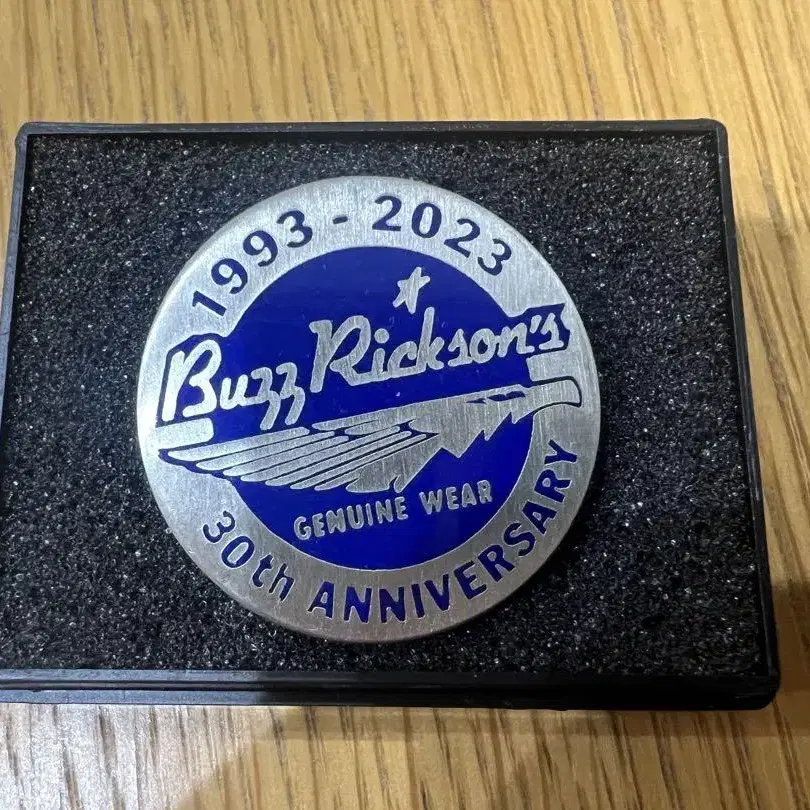 1993 - 2023
Buzz Rickson's
GENUINE WEAR
30th ANNIVERSARY